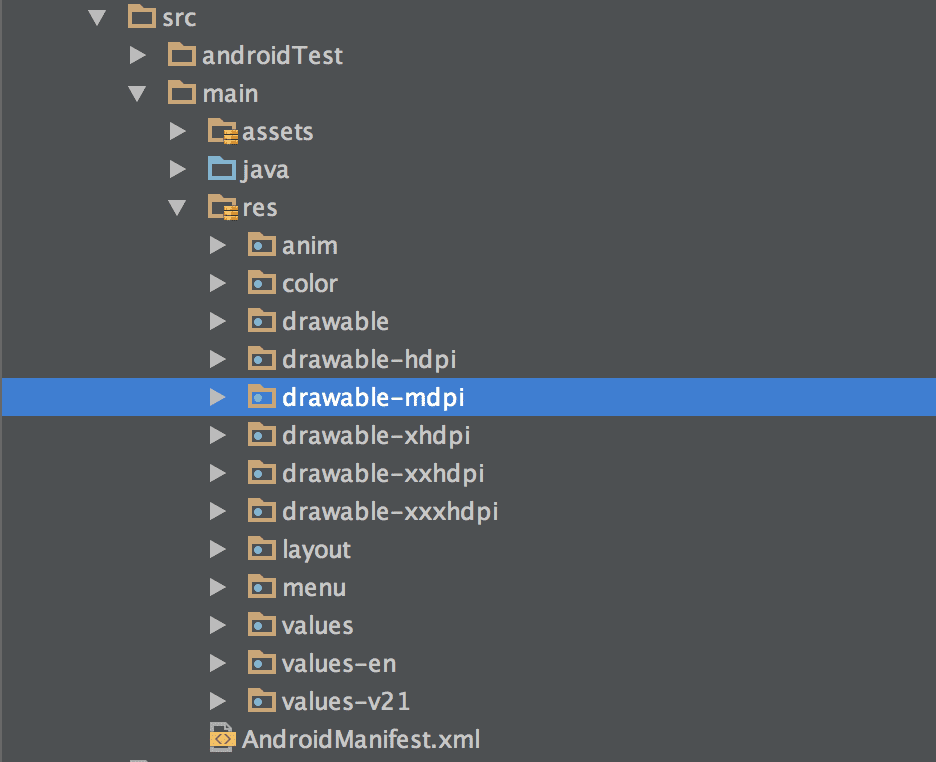 src
androidTest
main
assets
java
res
anim
color
drawable
drawable-hdpi
drawable-mdpi
drawable-xhdpi
drawable-xxhdpi
drawable-xxxhdpi
layout
menu
values
values-en
values-v21
AndroidManifest.xml